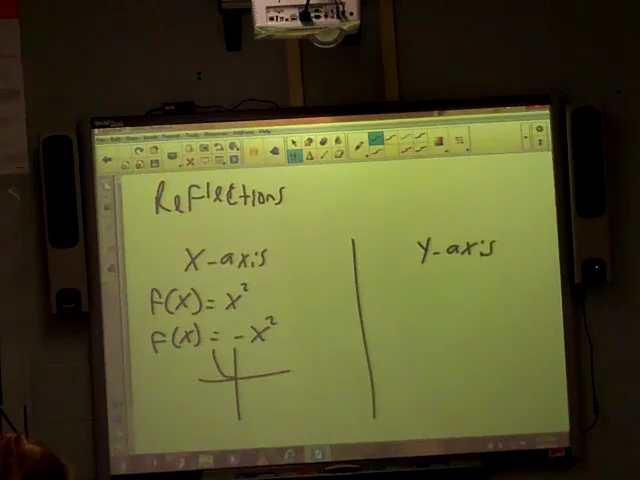 Reflections
X-axis
Y-axis
F(X) = X²
F(X) = -X²